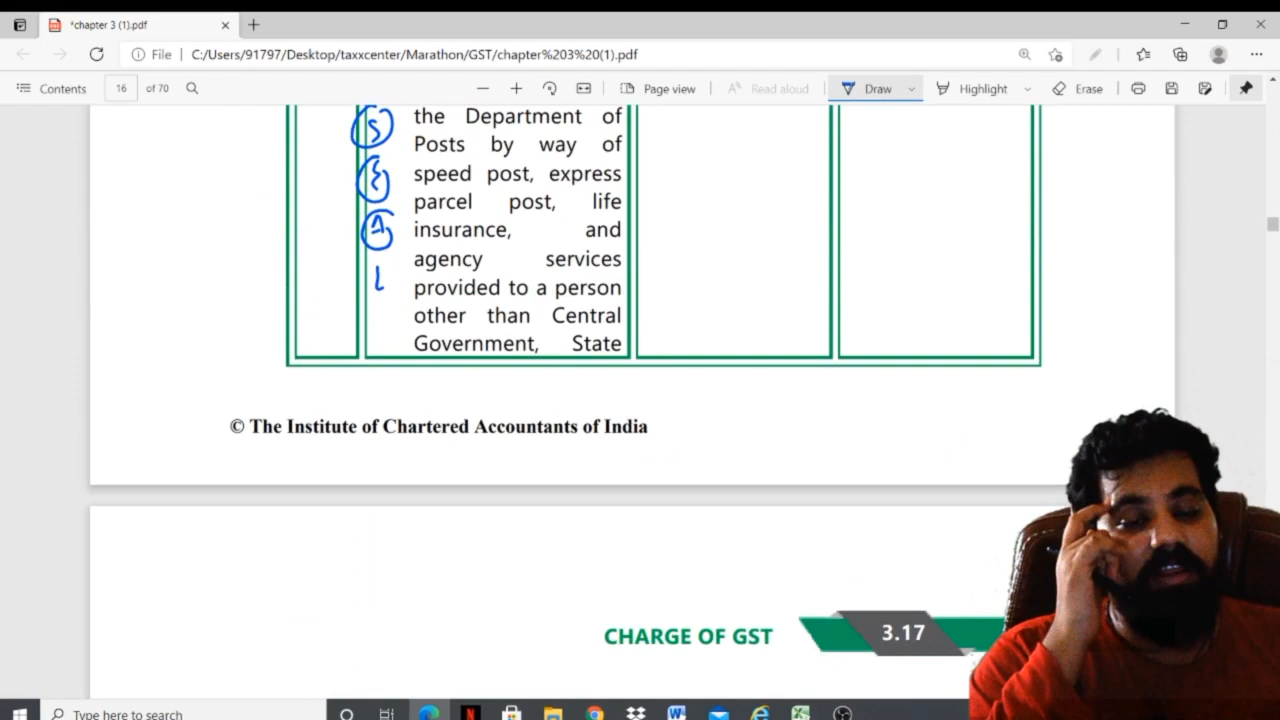 *chapter 3 (1).pdf
File | C:/Users/91797/Desktop/taxxcenter/Marathon/GST/chapter%203%20(1).pdf
Contents 16 of 70 Page view Read aloud Draw Highlight Erase
S the Department of
Posts by way of
E speed post, express
parcel post, life
A insurance, and
agency services
L provided to a person
other than Central
Government, State
© The Institute of Chartered Accountants of India
CHARGE OF GST 3.17
Type here to search